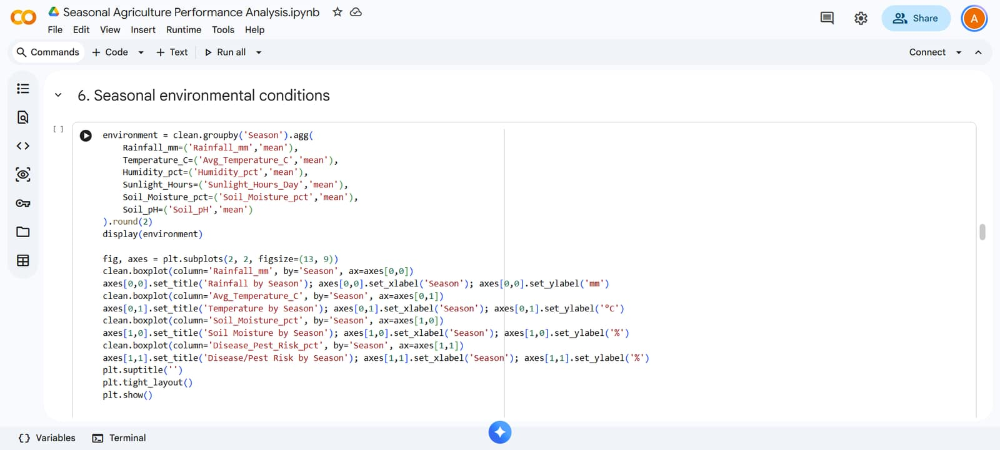 Seasonal Agriculture Performance Analysis.ipynb
File Edit View Insert Runtime Tools Help
Share
A
Commands + Code + Text Run all
Connect
6. Seasonal environmental conditions
[ ]
environment = clean.groupby('Season').agg(
    Rainfall_mm=('Rainfall_mm','mean'),
    Temperature_C=('Avg_Temperature_C','mean'),
    Humidity_pct=('Humidity_pct','mean'),
    Sunlight_Hours=('Sunlight_Hours_Day','mean'),
    Soil_Moisture_pct=('Soil_Moisture_pct','mean'),
    Soil_pH=('Soil_pH','mean')
).round(2)
display(environment)
fig, axes = plt.subplots(2, 2, figsize=(13, 9))
clean.boxplot(column='Rainfall_mm', by='Season', ax=axes[0,0])
axes[0,0].set_title('Rainfall by Season'); axes[0,0].set_xlabel('Season'); axes[0,0].set_ylabel('mm')
clean.boxplot(column='Avg_Temperature_C', by='Season', ax=axes[0,1])
axes[0,1].set_title('Temperature by Season'); axes[0,1].set_xlabel('Season'); axes[0,1].set_ylabel('°C')
clean.boxplot(column='Soil_Moisture_pct', by='Season', ax=axes[1,0])
axes[1,0].set_title('Soil Moisture by Season'); axes[1,0].set_xlabel('Season'); axes[1,0].set_ylabel('%')
clean.boxplot(column='Disease_Pest_Risk_pct', by='Season', ax=axes[1,1])
axes[1,1].set_title('Disease/Pest Risk by Season'); axes[1,1].set_xlabel('Season'); axes[1,1].set_ylabel('%')
plt.suptitle('')
plt.tight_layout()
plt.show()
Variables Terminal